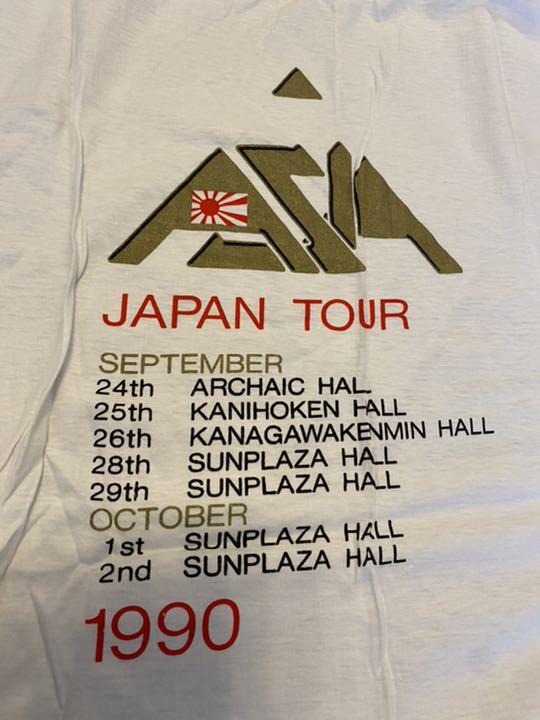 ASIA
JAPAN TOUR
SEPTEMBER
24th ARCHAIC HALL
25th KANIHOKEN HALL
26th KANAGAWAKENMIN HALL
28th SUNPLAZA HALL
29th SUNPLAZA HALL
OCTOBER
1st SUNPLAZA HALL
2nd SUNPLAZA HALL
1990